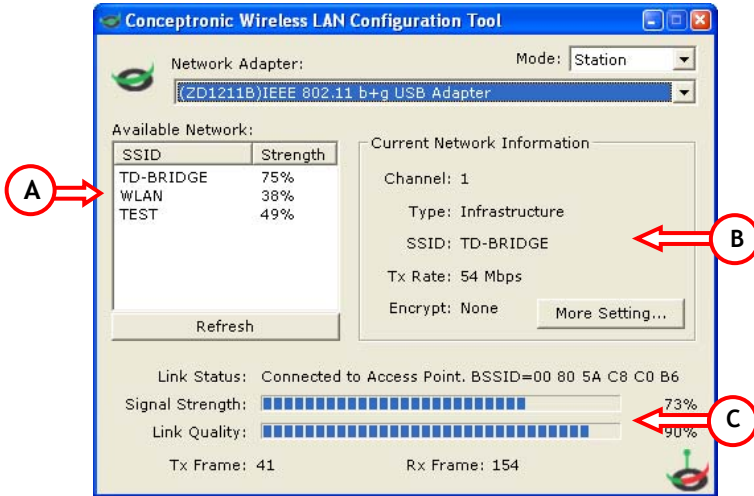 Conceptronic Wireless LAN Configuration Tool
Network Adapter:
Mode: Station
(ZD1211B)IEEE 802.11 b+g USB Adapter
Available Network:
SSID Strength
TD-BRIDGE 75%
WLAN 38%
TEST 49%
Refresh
Current Network Information
Channel: 1
Type: Infrastructure
SSID: TD-BRIDGE
Tx Rate: 54 Mbps
Encrypt: None
More Setting...
A
B
Link Status: Connected to Access Point. BSSID=00 80 5A C8 C0 B6
Signal Strength: 73%
Link Quality: 90%
C
Tx Frame: 41 Rx Frame: 154